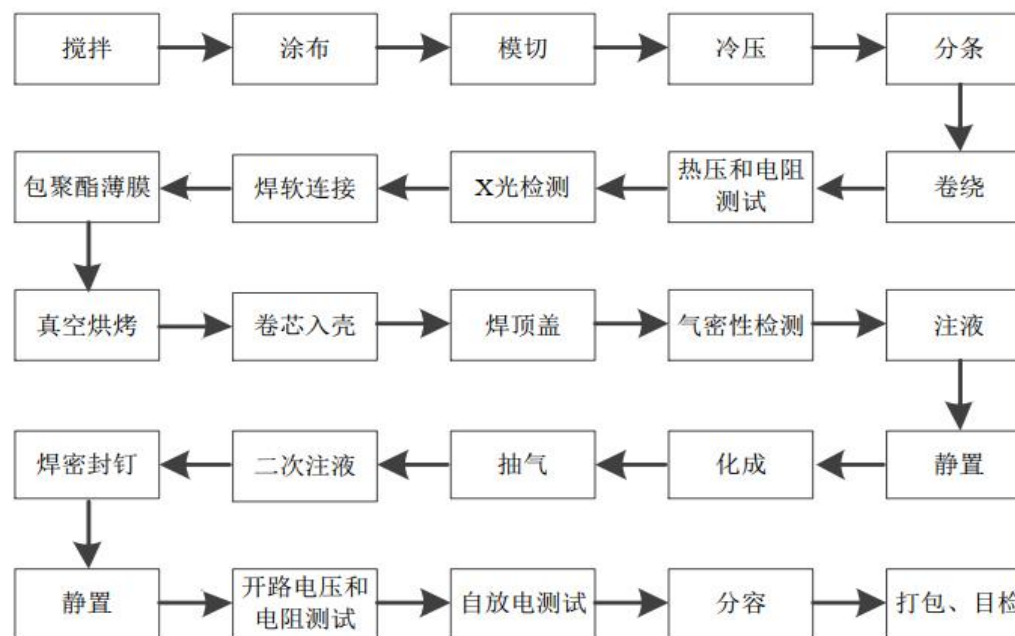 搅拌
涂布
模切
冷压
分条
卷绕
热压和电阻
测试
X光检测
焊软连接
包聚酯薄膜
真空烘烤
卷芯入壳
焊顶盖
气密性检测
注液
静置
化成
抽气
二次注液
焊密封钉
静置
开路电压和
电阻测试
自放电测试
分容
打包、目检